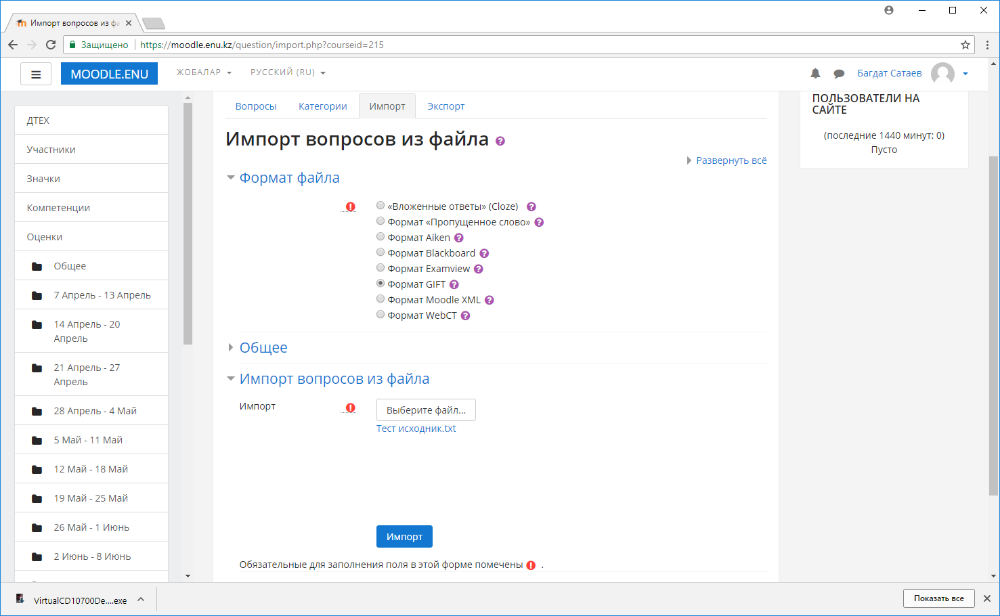 Импорт вопросов из фа
Защищено
https://moodle.enu.kz/question/import.php?courseid=215
MOODLE.ENU
ЖОБАЛАР
РУССКИЙ (RU)
Багдат Сатаев
ДТЕХ
Участники
Значки
Компетенции
Оценки
Общее
7 Апрель - 13 Апрель
14 Апрель - 20
Апрель
21 Апрель - 27
Апрель
28 Апрель - 4 Май
5 Май - 11 Май
12 Май - 18 Май
19 Май - 25 Май
26 Май - 1 Июнь
2 Июнь - 8 Июнь
Вопросы
Категории
Импорт
Экспорт
Импорт вопросов из файла
Развернуть всё
Формат файла
«Вложенные ответы» (Cloze)
Формат «Пропущенное слово»
Формат Aiken
Формат Blackboard
Формат Examview
Формат GIFT
Формат Moodle XML
Формат WebCT
Общее
Импорт вопросов из файла
Импорт
Выберите файл...
Тест исходник.txt
Импорт
Обязательные для заполнения поля в этой форме помечены .
ПОЛЬЗОВАТЕЛИ НА
САЙТЕ
(последние 1440 минут: 0)
Пусто
VirtualCD10700De....exe
Показать все